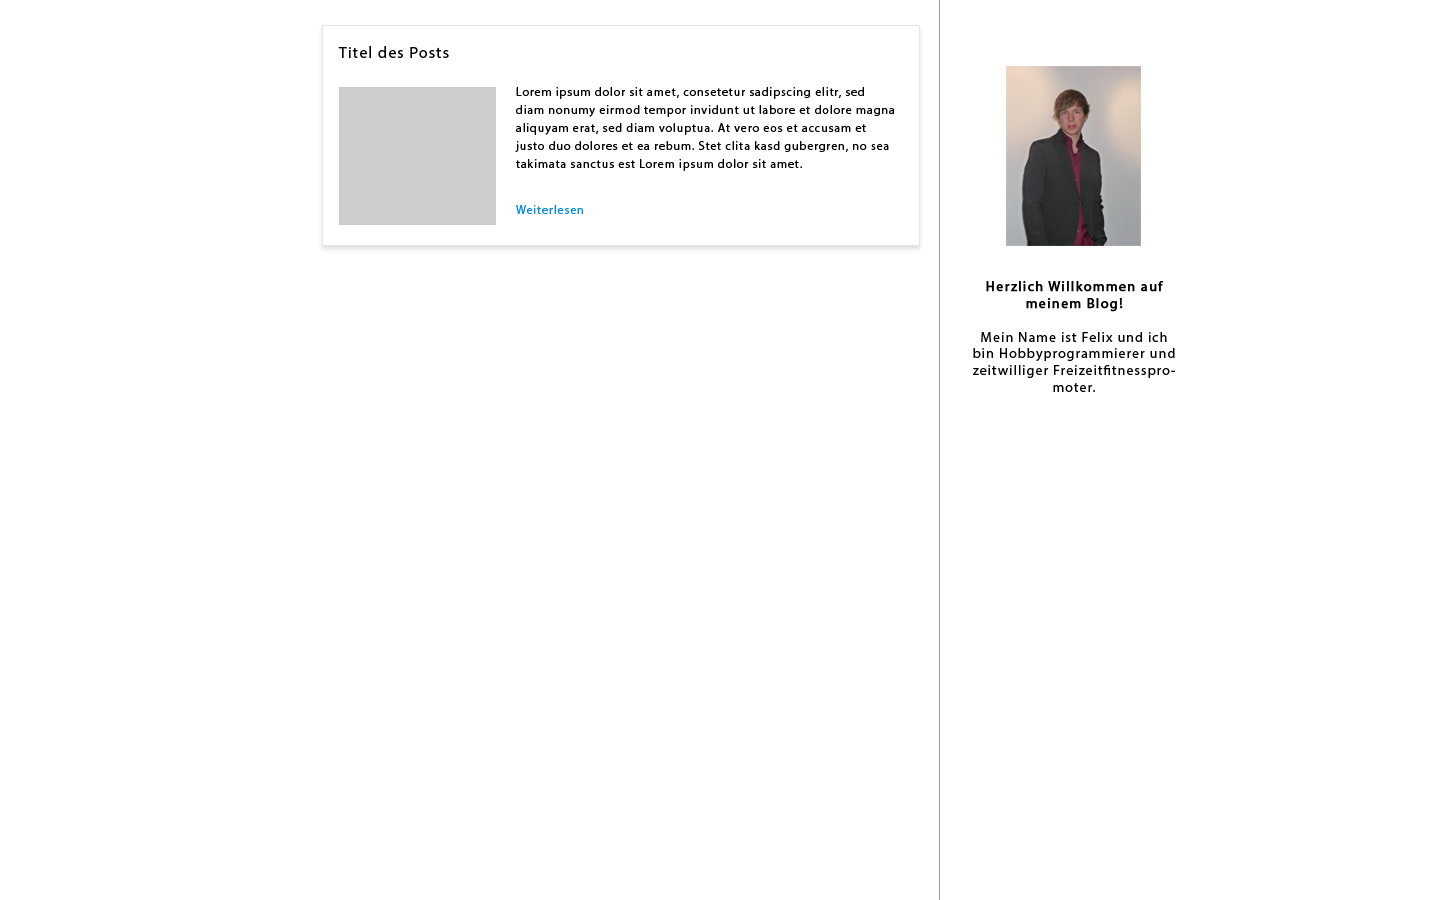 Titel des Posts
Lorem ipsum dolor sit amet, consetetur sadipscing elitr, sed
diam nonumy eirmod tempor invidunt ut labore et dolore magna
aliquyam erat, sed diam voluptua. At vero eos et accusam et
justo duo dolores et ea rebum. Stet clita kasd gubergren, no sea
takimata sanctus est Lorem ipsum dolor sit amet.
Weiterlesen
Herzlich Willkommen auf
meinem Blog!
Mein Name ist Felix und ich
bin Hobbyprogrammierer und
zeitwilliger Freizeitfitnesspro-
moter.